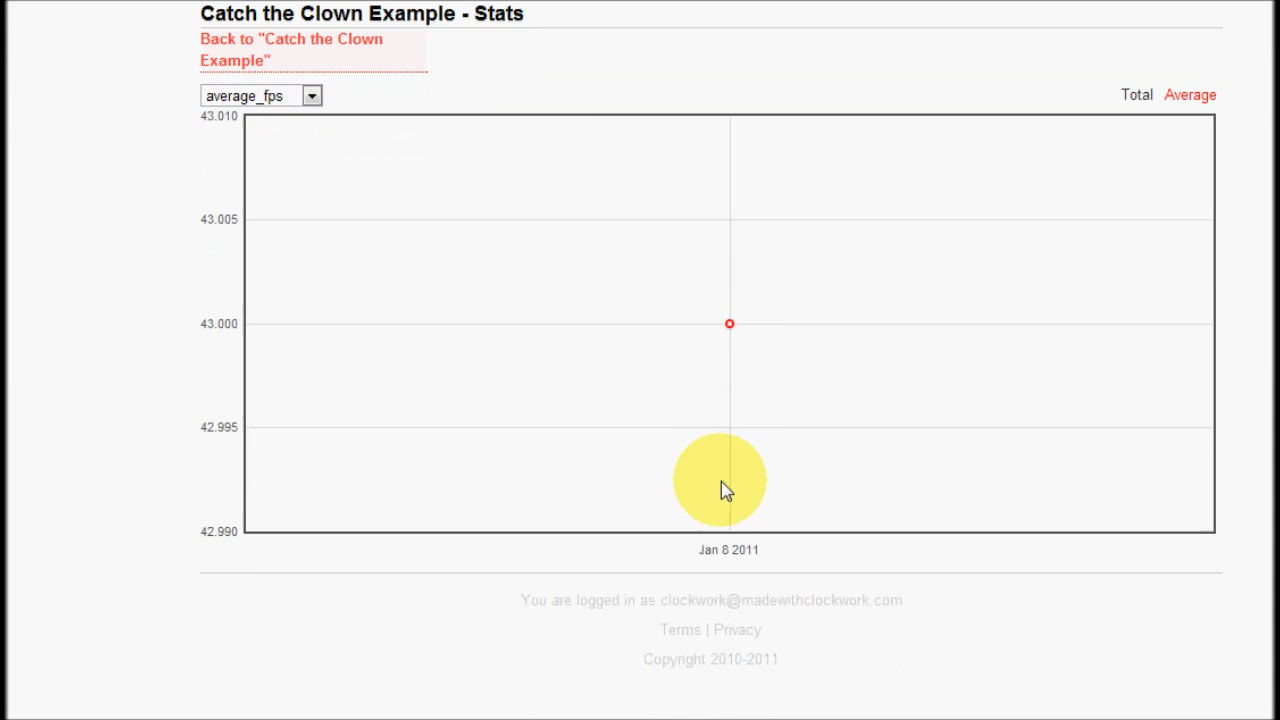 Catch the Clown Example - Stats
Back to "Catch the Clown
Example"
average_fps
Total Average
43.010
43.005
43.000
42.995
42.990
Jan 8 2011
You are logged in as clockwork@madewithclockwork.com
Terms | Privacy
Copyright 2010-2011